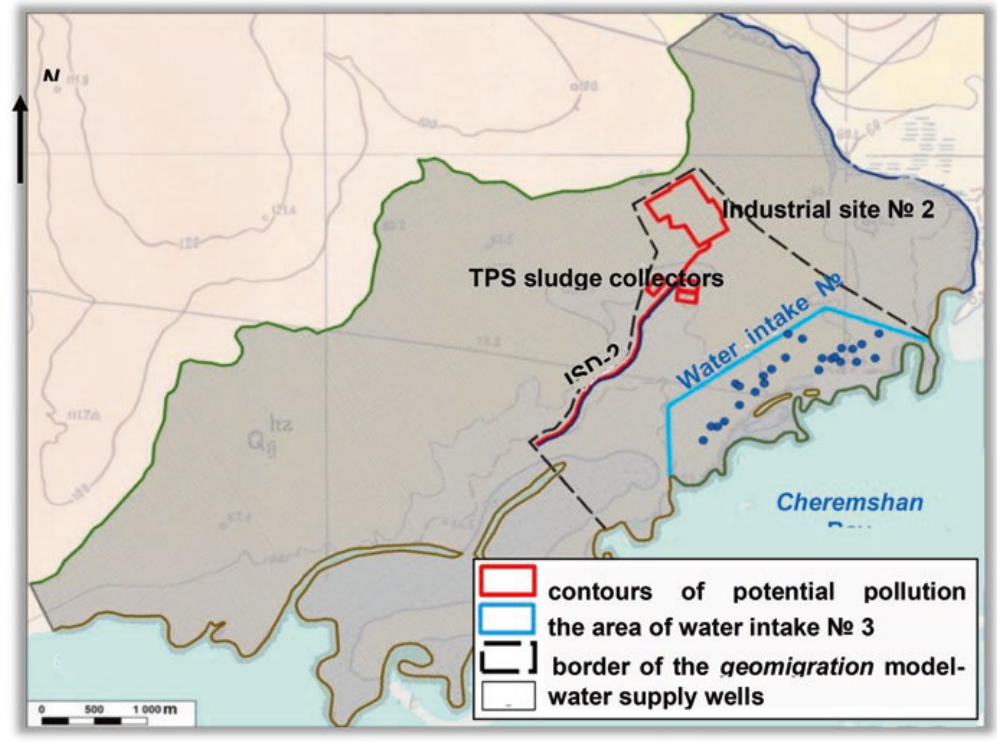 N
Industrial site № 2
TPS sludge collectors
Water intake №
ISD-2
Cheremshan
contours of potential pollution
the area of water intake № 3
border of the geomigration model-
water supply wells
0 500 1 000 m